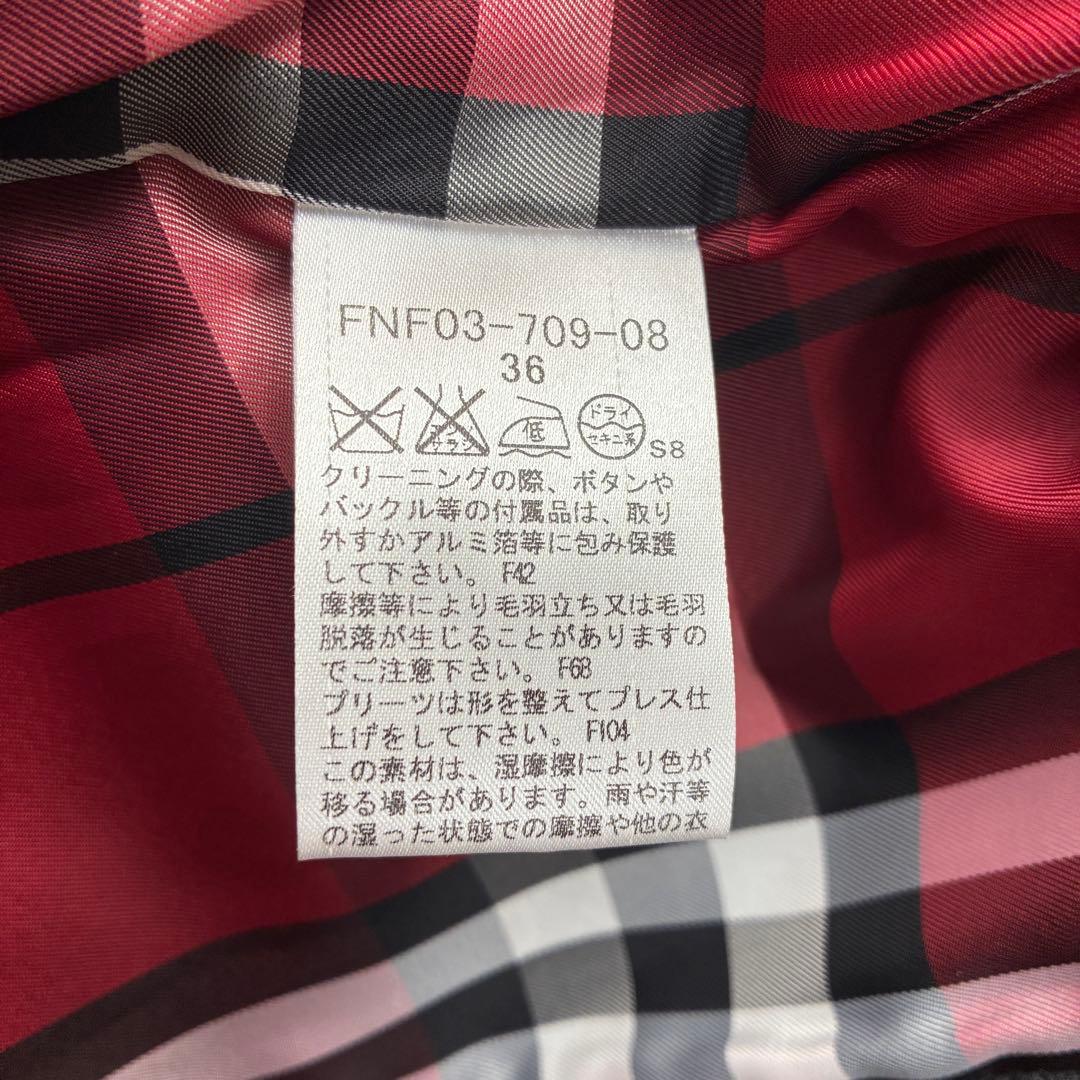 FNF03-709-08
36
エンソ
サラシ
低
ドライ
セキユ系
S8
クリーニングの際、ボタンや
バックル等の付属品は、取り
外すかアルミ箔等に包み保護
して下さい。 F42
摩擦等により毛羽立ち又は毛羽
脱落が生じることがありますの
でご注意下さい。 F68
プリーツは形を整えてプレス仕
上げをして下さい。 F104
この素材は、湿摩擦により色が
移る場合があります。雨や汗等
の湿った状態での摩擦や他の衣